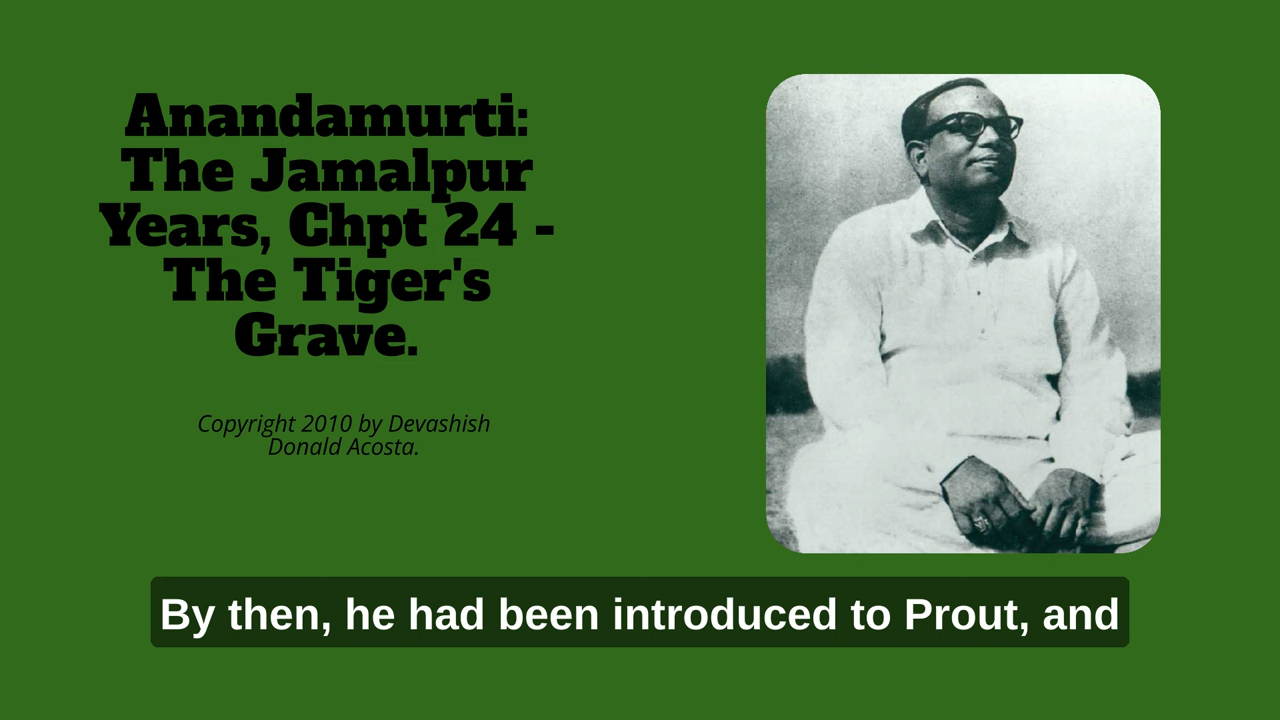 Anandamurti:
The Jamalpur
Years, Chpt 24 -
The Tiger's
Grave.
Copyright 2010 by Devashish
Donald Acosta.
By then, he had been introduced to Prout, and